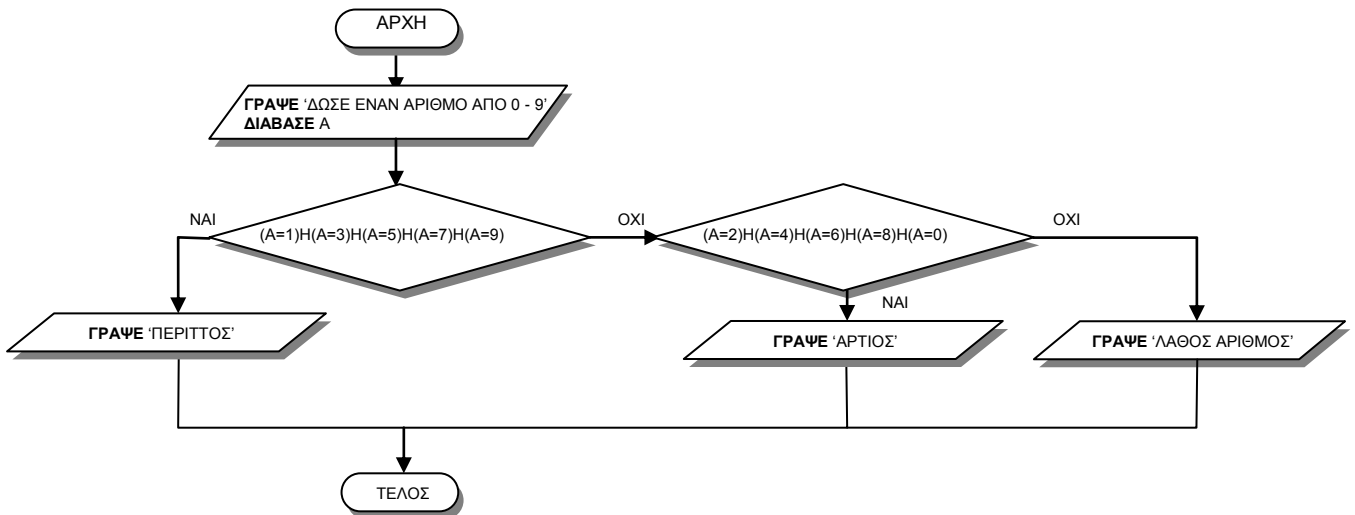 ΑΡΧΗ
ΓΡΑΨΕ ‘ΔΩΣΕ ΕΝΑΝ ΑΡΙΘΜΟ ΑΠΟ 0 - 9’
ΔΙΑΒΑΣΕ Α
ΝΑΙ
(Α=1)Η(Α=3)Η(Α=5)Η(Α=7)Η(Α=9)
ΟΧΙ
(Α=2)Η(Α=4)Η(Α=6)Η(Α=8)Η(Α=0)
ΟΧΙ
ΝΑΙ
ΓΡΑΨΕ ‘ΠΕΡΙΤΤΟΣ’
ΓΡΑΨΕ ‘ΑΡΤΙΟΣ’
ΓΡΑΨΕ ‘ΛΑΘΟΣ ΑΡΙΘΜΟΣ’
ΤΕΛΟΣ